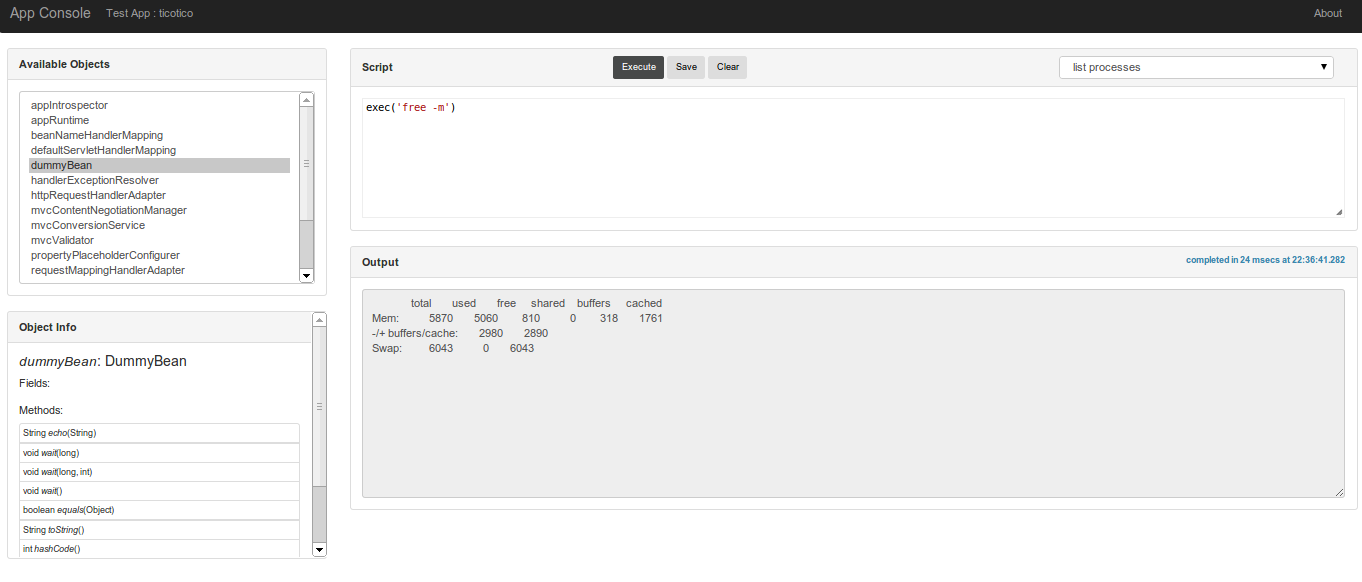 App Console Test App : ticotico About
Available Objects
appIntrospector
appRuntime
beanNameHandlerMapping
defaultServletHandlerMapping
dummyBean
handlerExceptionResolver
httpRequestHandlerAdapter
mvcContentNegotiationManager
mvcConversionService
mvcValidator
propertyPlaceholderConfigurer
requestMappingHandlerAdapter
Object Info
dummyBean: DummyBean
Fields:
Methods:
String echo(String)
void wait(long)
void wait(long, int)
void wait()
boolean equals(Object)
String toString()
int hashCode()
Script Execute Save Clear list processes
exec('free -m')
Output completed in 24 msecs at 22:36:41.282
total used free shared buffers cached
Mem: 5870 5060 810 0 318 1761
-/+ buffers/cache: 2980 2890
Swap: 6043 0 6043